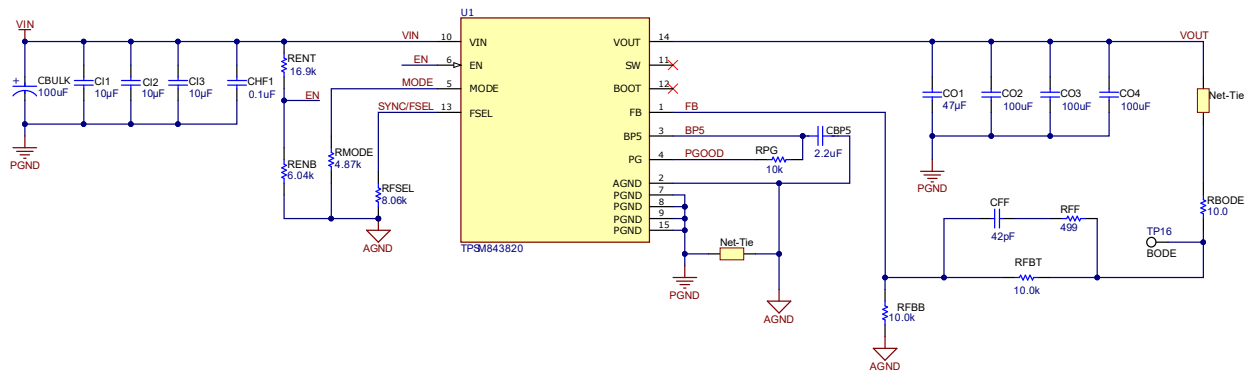 VIN
CBULK
100uF
PGND
CI1
10µF
CI2
10µF
CI3
10µF
CHF1
0.1uF
RENT
16.9k
EN
RENB
6.04k
RMODE
4.87k
RFSEL
8.06k
AGND
VIN
EN
MODE
SYNC/FSEL
10
6
5
13
U1
VIN
EN
MODE
FSEL
VOUT
SW
BOOT
FB
BP5
PG
AGND
PGND
PGND
PGND
PGND
TPSM843820
14
11
12
1
3
4
2
7
8
9
15
FB
BP5
PGOOD
RPG
10k
CBP5
2.2uF
Net-Tie
PGND
AGND
VOUT
CO1
47µF
CO2
100uF
CO3
100uF
CO4
100uF
PGND
Net-Tie
RBODE
10.0
TP16
BODE
CFF
42pF
RFF
499
RFBT
10.0k
RFBB
10.0k
AGND